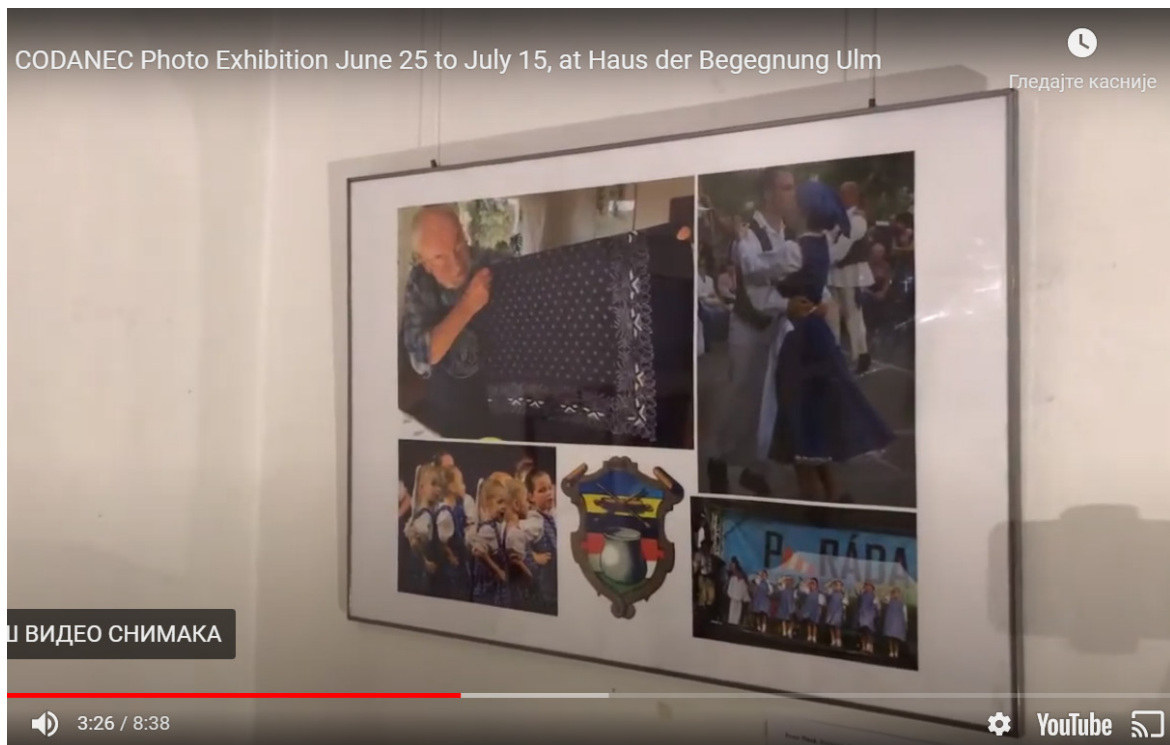 CODANEC Photo Exhibition June 25 to July 15, at Haus der Begegnung Ulm
Гледајте касније
RÁDA
Ш ВИДЕО СНИМАКА
3:26 / 8:38
YouTube